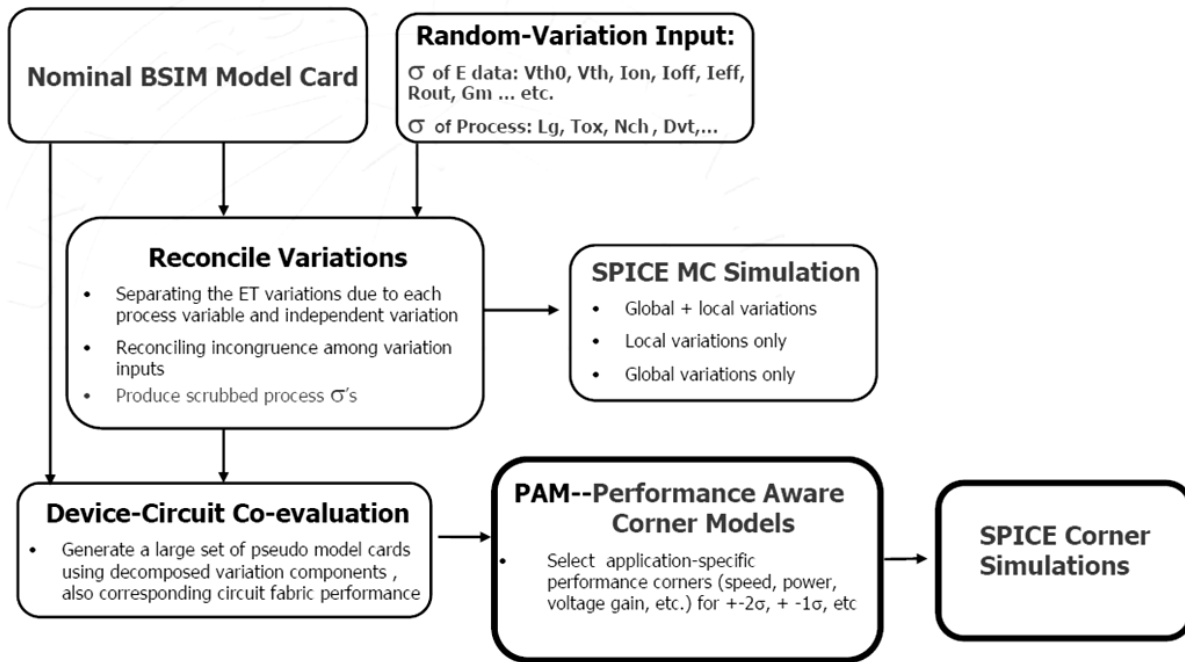 Nominal BSIM Model Card
Random-Variation Input:
σ of E data: Vth0, Vth, Ion, Ioff, Ieff,
Rout, Gm ... etc.
σ of Process: Lg, Tox, Nch , Dvt,...
Reconcile Variations
• Separating the ET variations due to each
process variable and independent variation
• Reconciling incongruence among variation
inputs
• Produce scrubbed process σ's
SPICE MC Simulation
• Global + local variations
• Local variations only
• Global variations only
Device-Circuit Co-evaluation
• Generate a large set of pseudo model cards
using decomposed variation components ,
also corresponding circuit fabric performance
PAM--Performance Aware
Corner Models
• Select application-specific
performance corners (speed, power,
voltage gain, etc.) for +-2σ, + -1σ, etc
SPICE Corner
Simulations